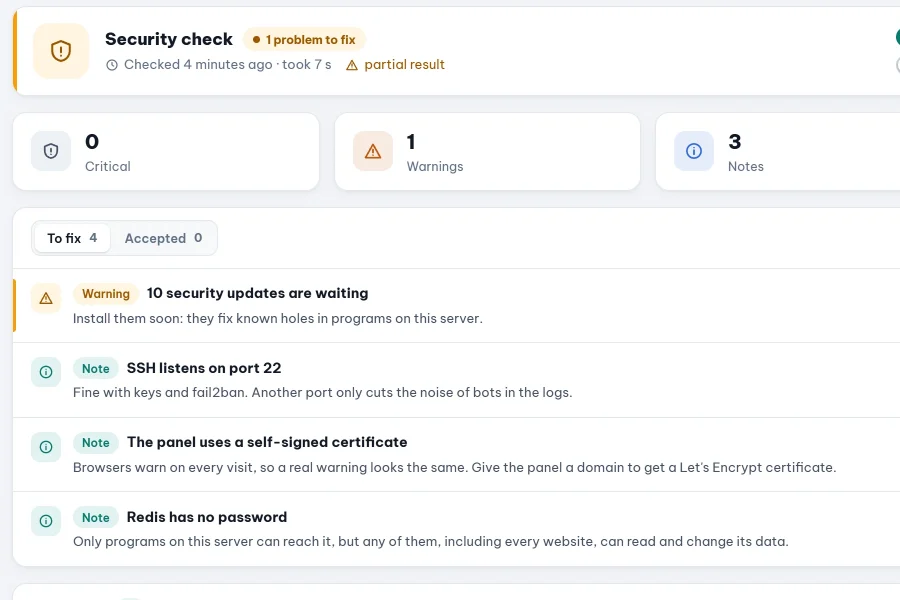 Security check 1 problem to fix
Checked 4 minutes ago · took 7 s partial result
0
Critical
1
Warnings
3
Notes
To fix 4 Accepted 0
Warning 10 security updates are waiting
Install them soon: they fix known holes in programs on this server.
Note SSH listens on port 22
Fine with keys and fail2ban. Another port only cuts the noise of bots in the logs.
Note The panel uses a self-signed certificate
Browsers warn on every visit, so a real warning looks the same. Give the panel a domain to get a Let's Encrypt certificate.
Note Redis has no password
Only programs on this server can reach it, but any of them, including every website, can read and change its data.